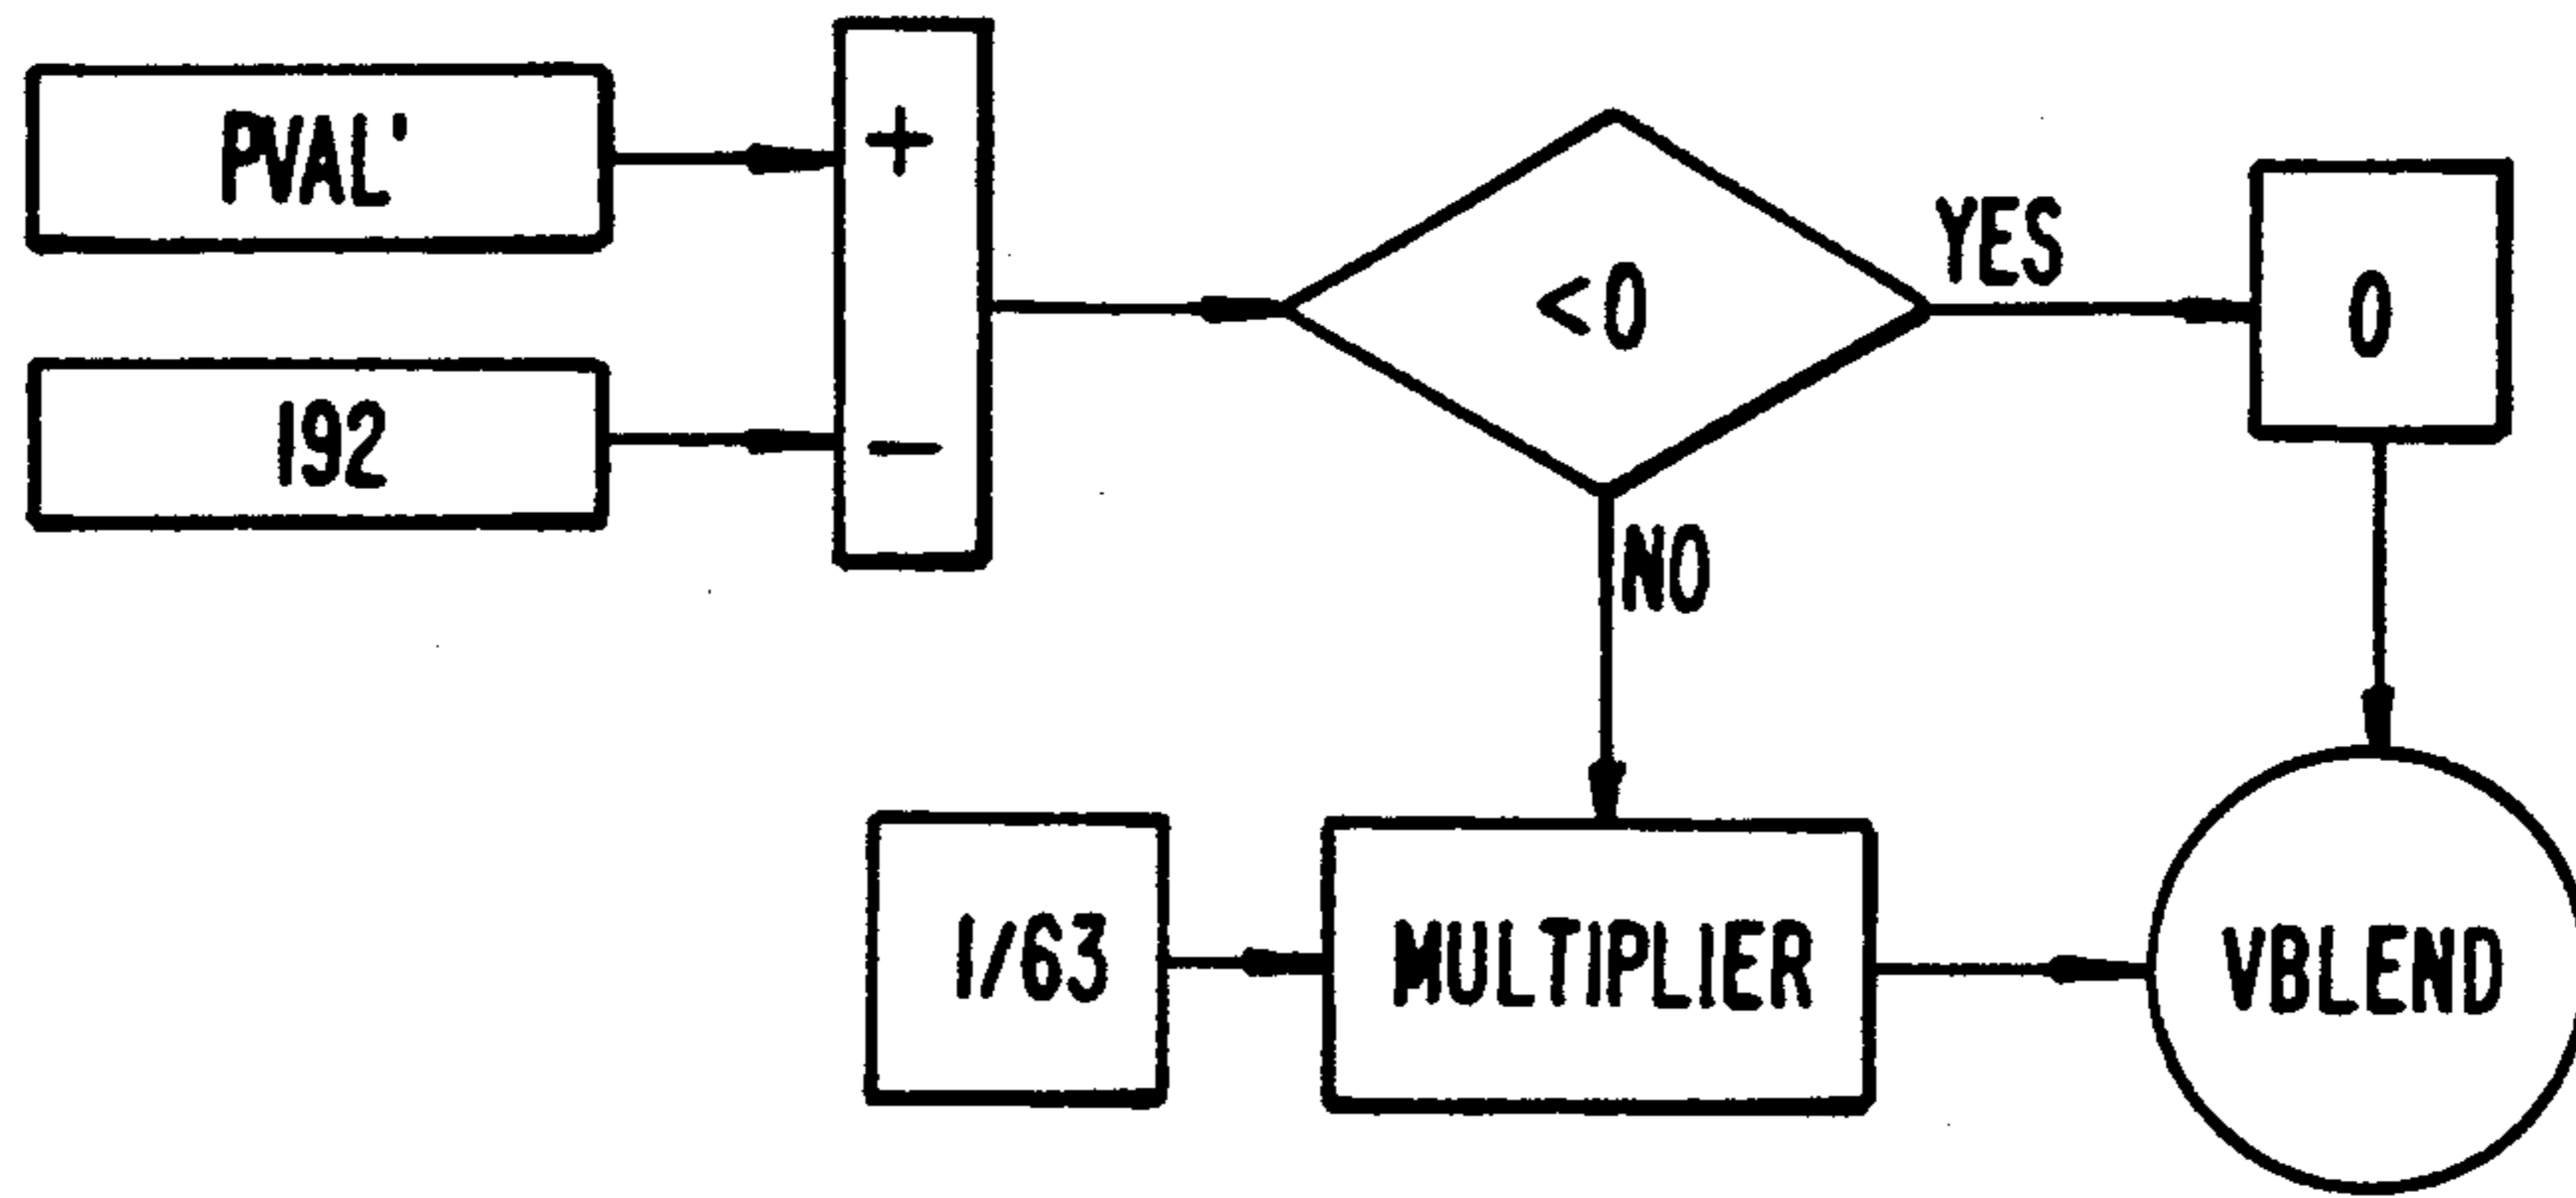 PVAL'
+
192
−
<0
YES
0
NO
1/63
MULTIPLIER
VBLEND